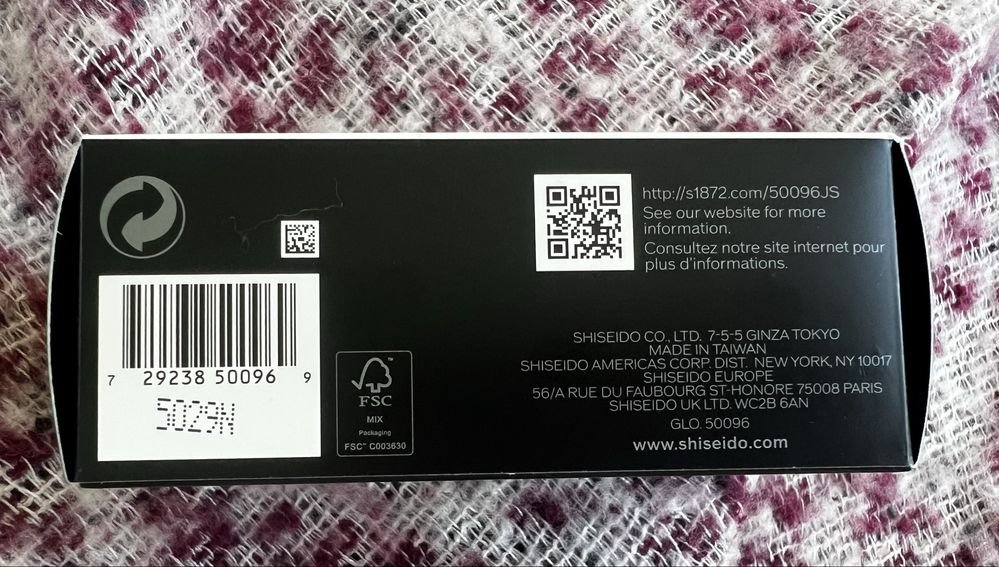 7 29238 50096 9
5029N
FSC
MIX
Packaging
FSC™ C003630
http://s1872.com/50096JS
See our website for more
information.
Consultez notre site internet pour
plus d'informations.
SHISEIDO CO., LTD. 7-5-5 GINZA TOKYO
MADE IN TAIWAN
SHISEIDO AMERICAS CORP. DIST. NEW YORK, NY 10017
SHISEIDO EUROPE
56/A RUE DU FAUBOURG ST-HONORE 75008 PARIS
SHISEIDO UK LTD. WC2B 6AN
GLO. 50096
www.shiseido.com